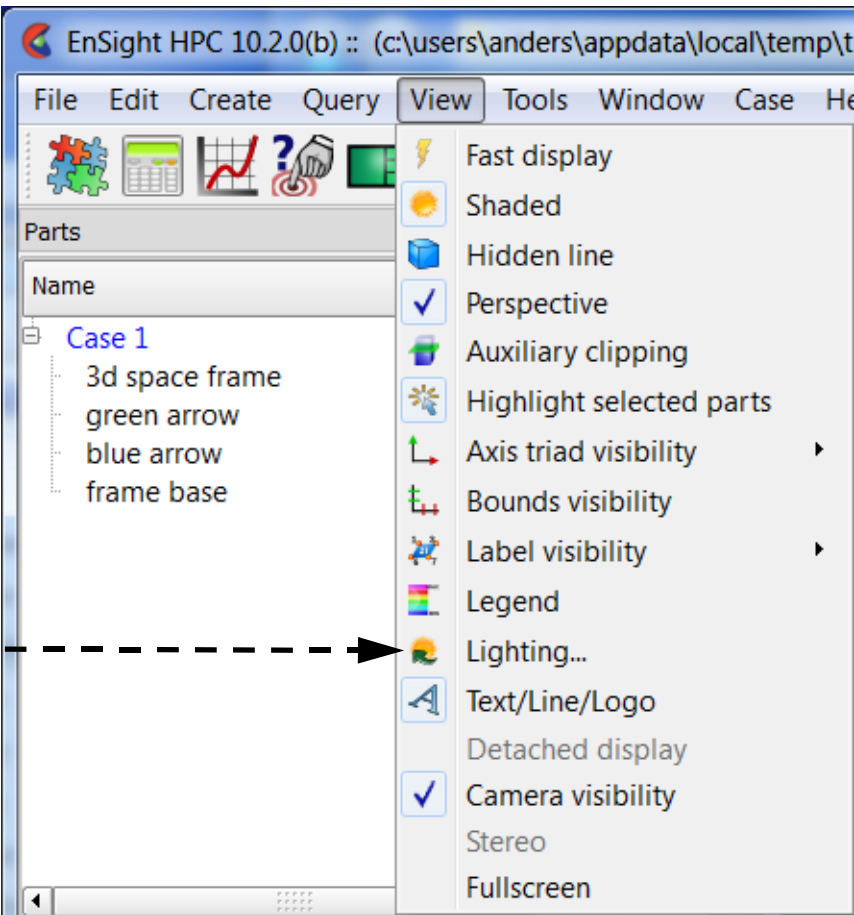 EnSight HPC 10.2.0(b) :: (c:\users\anders\appdata\local\temp\t
File Edit Create Query View Tools Window Case He
Parts
Name
Case 1
3d space frame
green arrow
blue arrow
frame base
Fast display
Shaded
Hidden line
Perspective
Auxiliary clipping
Highlight selected parts
Axis triad visibility
Bounds visibility
Label visibility
Legend
Lighting...
Text/Line/Logo
Detached display
Camera visibility
Stereo
Fullscreen